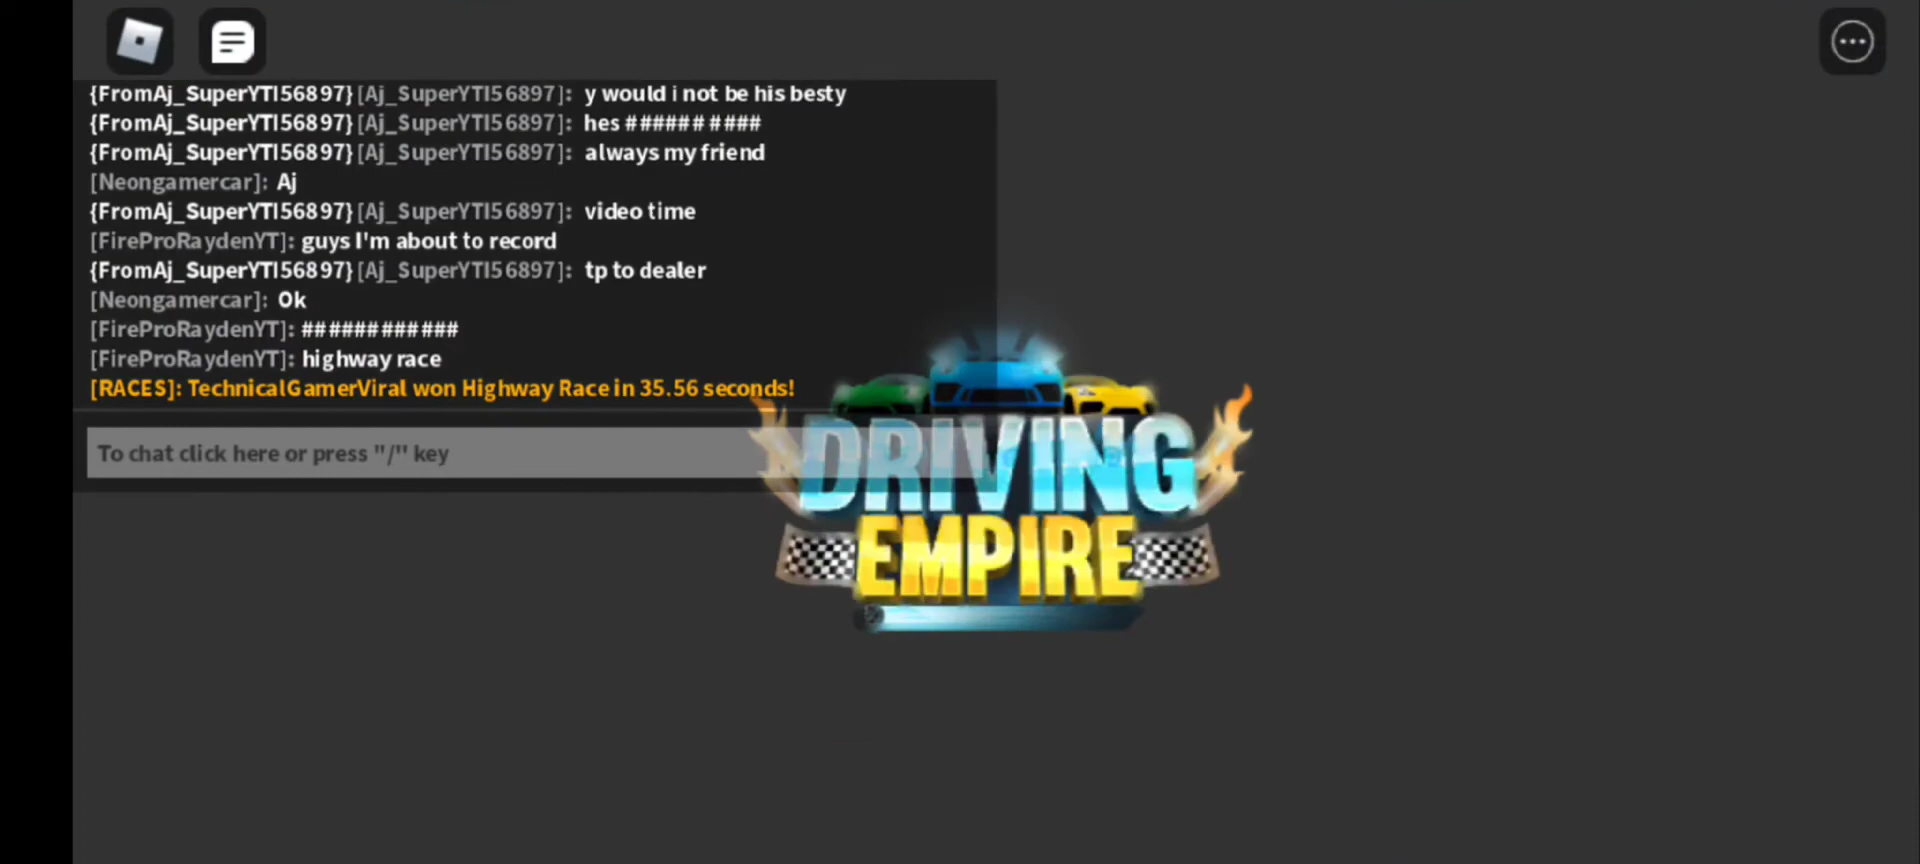 {FromAj_SuperYTI56897}[Aj_SuperYTI56897]: y would i not be his besty
{FromAj_SuperYTI56897}[Aj_SuperYTI56897]: hes ##########
{FromAj_SuperYTI56897}[Aj_SuperYTI56897]: always my friend
[Neongamercar]: Aj
{FromAj_SuperYTI56897}[Aj_SuperYTI56897]: video time
[FireProRaydenYT]: guys I'm about to record
{FromAj_SuperYTI56897}[Aj_SuperYTI56897]: tp to dealer
[Neongamercar]: Ok
[FireProRaydenYT]: ############
[FireProRaydenYT]: highway race
[RACES]: TechnicalGamerViral won Highway Race in 35.56 seconds!
To chat click here or press "/" key
DRIVING
EMPIRE